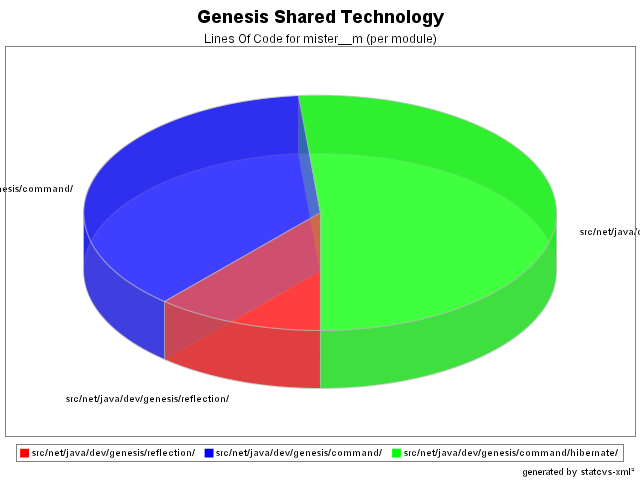 Genesis Shared Technology
Lines Of Code for mister__m (per module)
nesis/command/
src/net/java/d
src/net/java/dev/genesis/reflection/
src/net/java/dev/genesis/reflection/ src/net/java/dev/genesis/command/ src/net/java/dev/genesis/command/hibernate/
generated by statcvs-xml²